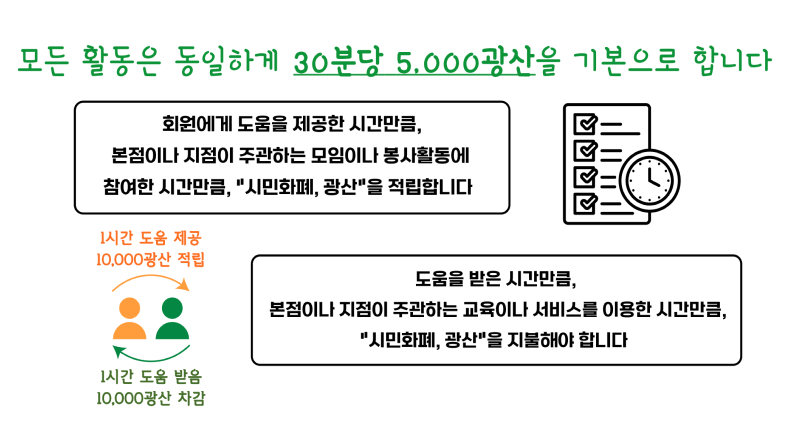 모든 활동은 동일하게 30분당 5,000광산을 기본으로 합니다
회원에게 도움을 제공한 시간만큼,
본점이나 지점이 주관하는 모임이나 봉사활동에
참여한 시간만큼, "시민화폐, 광산"을 적립합니다
1시간 도움 제공
10,000광산 적립
도움을 받은 시간만큼,
본점이나 지점이 주관하는 교육이나 서비스를 이용한 시간만큼,
"시민화폐, 광산"을 지불해야 합니다
1시간 도움 받음
10,000광산 차감